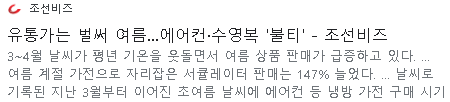 조선비즈
유통가는 벌써 여름...에어컨·수영복 '불티' - 조선비즈
3~4월 날씨가 평년 기온을 웃돌면서 여름 상품 판매가 급증하고 있다. ...
여름 계절 가전으로 자리잡은 서큘레이터 판매는 147% 늘었다. ... 날씨로
기록된 지난 3월부터 이어진 초여름 날씨에 에어컨 등 냉방 가전 구매 시기